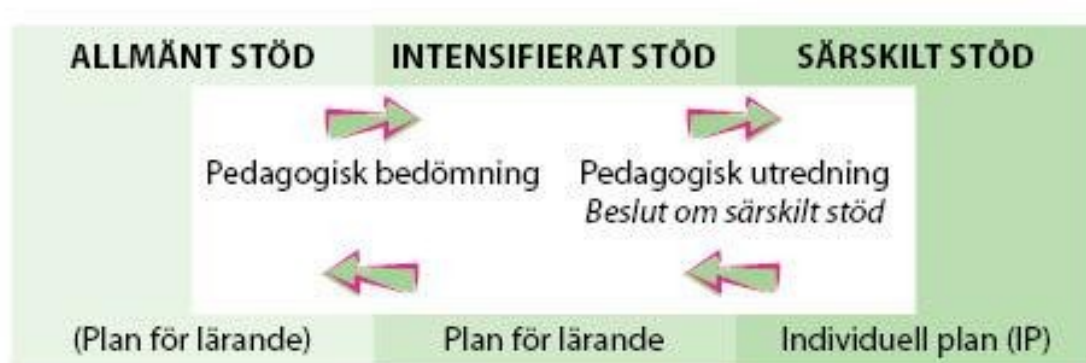 ALLMÄNT STÖD
INTENSIFIERAT STÖD
SÄRSKILT STÖD
Pedagogisk bedömning
Pedagogisk utredning
Beslut om särskilt stöd
(Plan för lärande)
Plan för lärande
Individuell plan (IP)